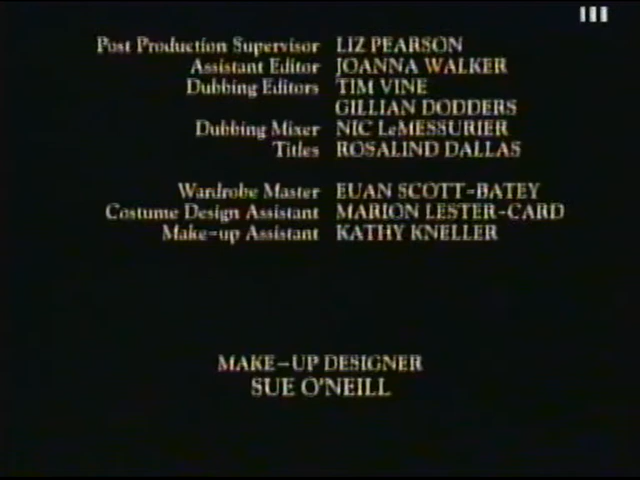 Post Production Supervisor LIZ PEARSON
Assistant Editor JOANNA WALKER
Dubbing Editors TIM VINE
GILLIAN DODDERS
Dubbing Mixer NIC LeMESSURIER
Titles ROSALIND DALLAS
Wardrobe Master EUAN SCOTT-BATEY
Costume Design Assistant MARION LESTER-CARD
Make-up Assistant KATHY KNELLER
MAKE-UP DESIGNER
SUE O'NEILL